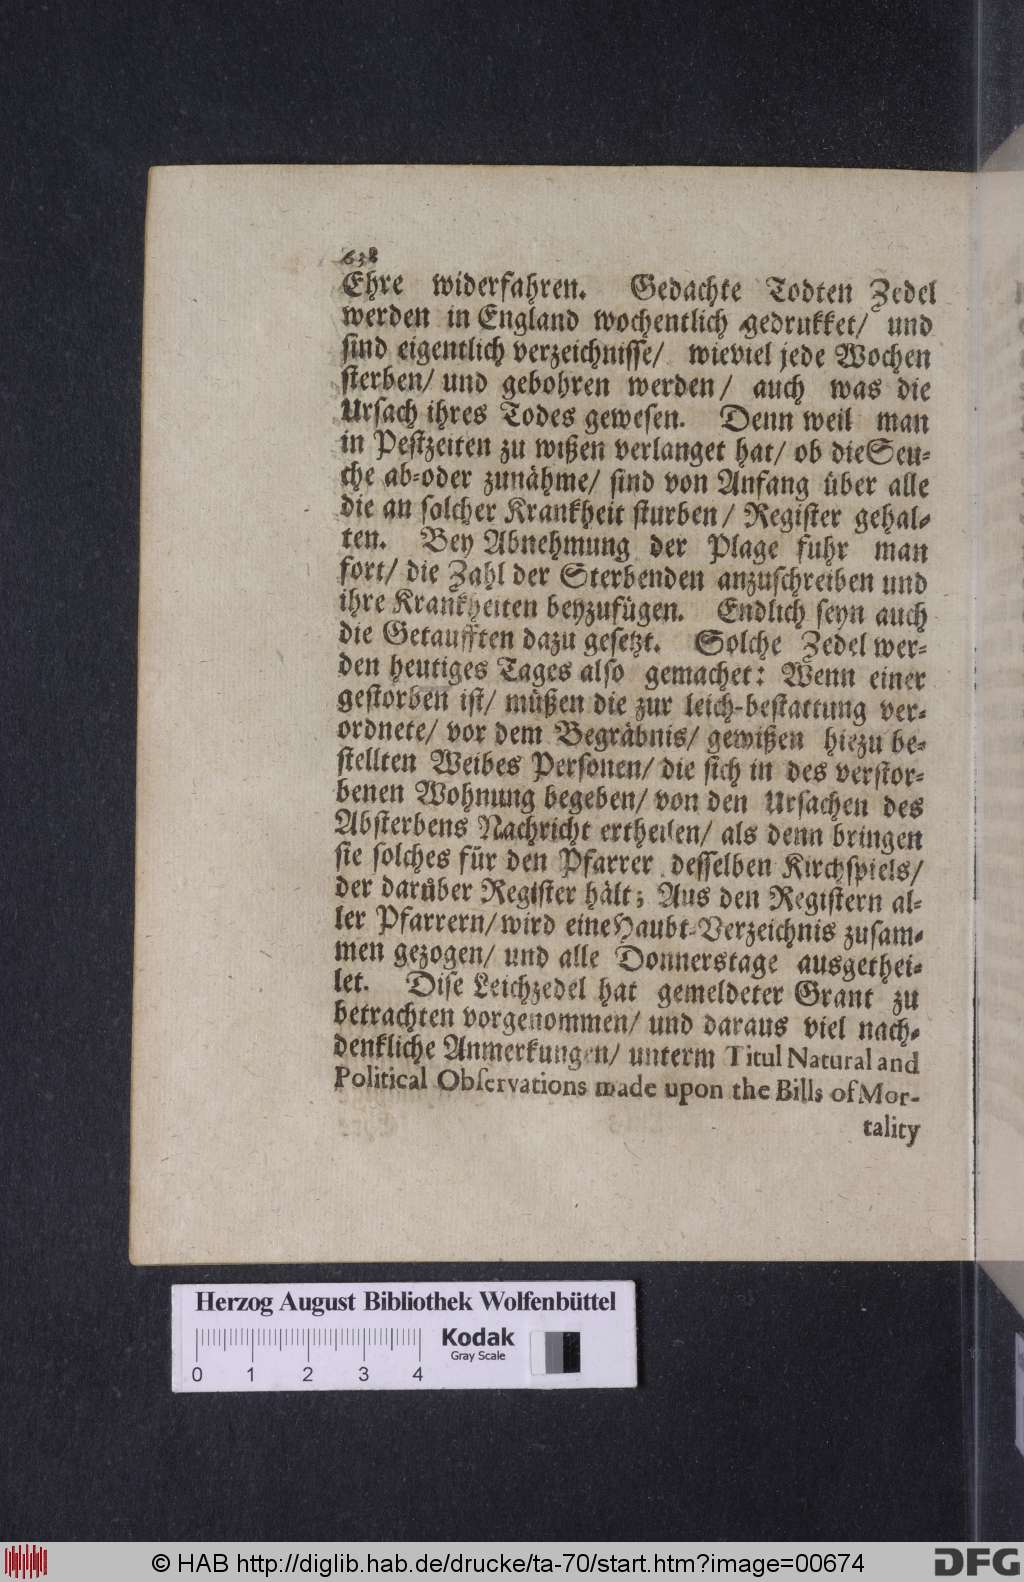 638
Ehre widerfahren. Gedachte Todten Zedel
werden in England wochentlich gedrukket/ und
sind eigentlich verzeichnisse/ wieviel jede Wochen
sterben/ und gebohren werden/ auch was die
Ursach ihres Todes gewesen. Denn weil man
in Pestzeiten zu wißen verlanget hat/ ob die Seu-
che ab-oder zunähme/ sind von Anfang über alle
die an solcher Krankheit sturben/ Register gehal-
ten. Bey Abnehmung der Plage fuhr man
fort/ die Zahl der Sterbenden anzuschreiben und
ihre Krankheiten beyzufügen. Endlich seyn auch
die Getaufften dazu gesetzt. Solche Zedel wer-
den heutiges Tages also gemachet: Wenn einer
gestorben ist/ müßen die zur leich-bestattung ver-
ordnete/ vor dem Begräbnis/ gewißen hiezu be-
stellten Weibes Personen/ die sich in des verstor-
benen Wohnung begeben/ von den Ursachen des
Absterbens Nachricht ertheilen/ als denn bringen
sie solches für den Pfarrer desselben Kirchspiels/
der darüber Register hält; Aus den Registern al-
ler Pfarrern/ wird eine Haubt-Verzeichnis zusam-
men gezogen/ und alle Donnerstage ausgethei-
let. Dise Leichzedel hat gemeldeter Grant zu
betrachten vorgenommen/ und daraus viel nach-
denkliche Anmerkungen/ unterm Titul Natural and
Political Observations made upon the Bills of Mor-
tality
Herzog August Bibliothek Wolfenbüttel
Kodak
Gray Scale
0 1 2 3 4
© HAB http://diglib.hab.de/drucke/ta-70/start.htm?image=00674
DFG